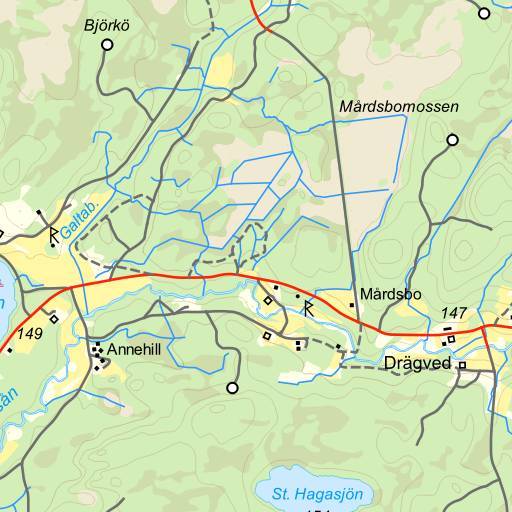 Björkö
Mårdsbomossen
Galtab.
Mårdsbo
147
149
Annehill
Drägved
St. Hagasjön